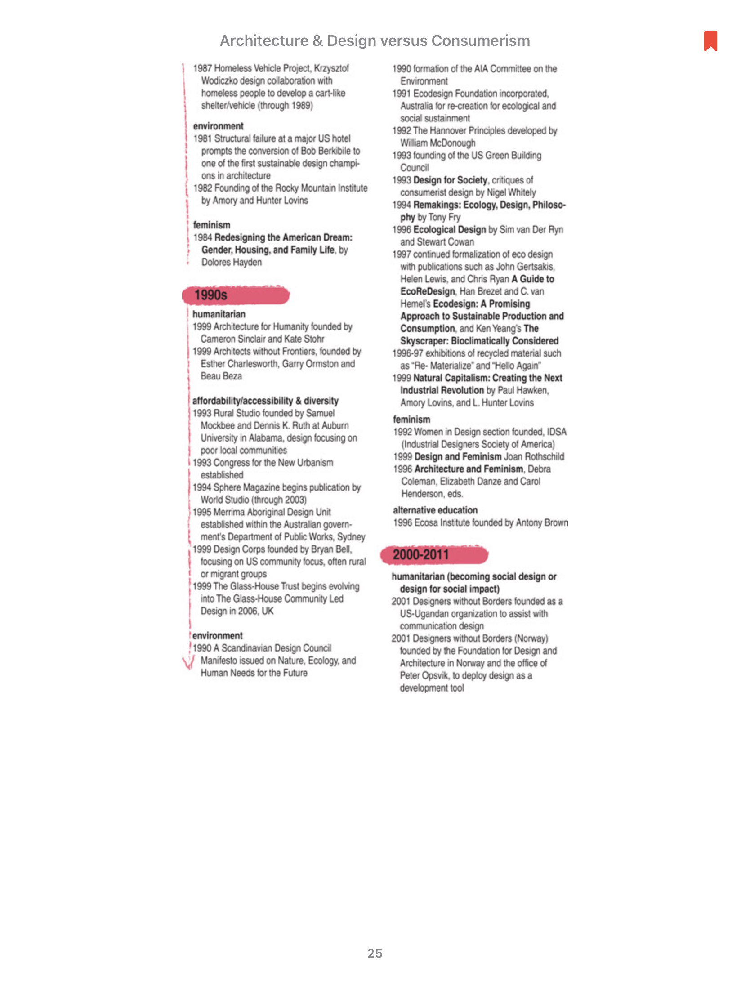 Architecture & Design versus Consumerism
1987 Homeless Vehicle Project, Krzysztof
Wodiczko design collaboration with
homeless people to develop a cart-like
shelter/vehicle (through 1989)
environment
1981 Structural failure at a major US hotel
prompts the conversion of Bob Berkibile to
one of the first sustainable design champi-
ons in architecture
1982 Founding of the Rocky Mountain Institute
by Amory and Hunter Lovins
feminism
1984 Redesigning the American Dream:
Gender, Housing, and Family Life, by
Dolores Hayden
1990s
humanitarian
1999 Architecture for Humanity founded by
Cameron Sinclair and Kate Stohr
1999 Architects without Frontiers, founded by
Esther Charlesworth, Garry Ormston and
Beau Beza
affordability/accessibility & diversity
1993 Rural Studio founded by Samuel
Mockbee and Dennis K. Ruth at Auburn
University in Alabama, design focusing on
poor local communities
1993 Congress for the New Urbanism
established
1994 Sphere Magazine begins publication by
World Studio (through 2003)
1995 Merrima Aboriginal Design Unit
established within the Australian govern-
ment's Department of Public Works, Sydney
1999 Design Corps founded by Bryan Bell,
focusing on US community focus, often rural
or migrant groups
1999 The Glass-House Trust begins evolving
into The Glass-House Community Led
Design in 2006, UK
environment
1990 A Scandinavian Design Council
Manifesto issued on Nature, Ecology, and
Human Needs for the Future
1990 formation of the AIA Committee on the
Environment
1991 Ecodesign Foundation incorporated,
Australia for re-creation for ecological and
social sustainment
1992 The Hannover Principles developed by
William McDonough
1993 founding of the US Green Building
Council
1993 Design for Society, critiques of
consumerist design by Nigel Whitely
1994 Remakings: Ecology, Design, Philoso-
phy by Tony Fry
1996 Ecological Design by Sim van Der Ryn
and Stewart Cowan
1997 continued formalization of eco design
with publications such as John Gertsakis,
Helen Lewis, and Chris Ryan A Guide to
EcoReDesign, Han Brezet and C. van
Hemel's Ecodesign: A Promising
Approach to Sustainable Production and
Consumption, and Ken Yeang's The
Skyscraper: Bioclimatically Considered
1996-97 exhibitions of recycled material such
as “Re- Materialize” and “Hello Again”
1999 Natural Capitalism: Creating the Next
Industrial Revolution by Paul Hawken,
Amory Lovins, and L. Hunter Lovins
feminism
1992 Women in Design section founded, IDSA
(Industrial Designers Society of America)
1999 Design and Feminism Joan Rothschild
1996 Architecture and Feminism, Debra
Coleman, Elizabeth Danze and Carol
Henderson, eds.
alternative education
1996 Ecosa Institute founded by Antony Brown
2000-2011
humanitarian (becoming social design or
design for social impact)
2001 Designers without Borders founded as a
US-Ugandan organization to assist with
communication design
2001 Designers without Borders (Norway)
founded by the Foundation for Design and
Architecture in Norway and the office of
Peter Opsvik, to deploy design as a
development tool
25